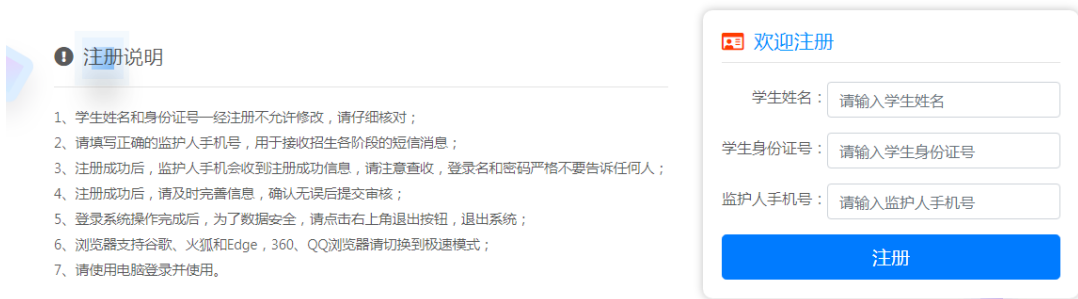 注册说明
1、学生姓名和身份证号一经注册不允许修改，请仔细核对；
2、请填写正确的监护人手机号，用于接收招生各阶段的短信消息；
3、注册成功后，监护人手机会收到注册成功信息，请注意查收，登录名和密码严格不要告诉任何人；
4、注册成功后，请及时完善信息，确认无误后提交审核；
5、登录系统操作完成后，为了数据安全，请点击右上角退出按钮，退出系统；
6、浏览器支持谷歌、火狐和Edge，360、QQ浏览器请切换到极速模式；
7、请使用电脑登录并使用。
欢迎注册
学生姓名： 请输入学生姓名
学生身份证号： 请输入学生身份证号
监护人手机号： 请输入监护人手机号
注册